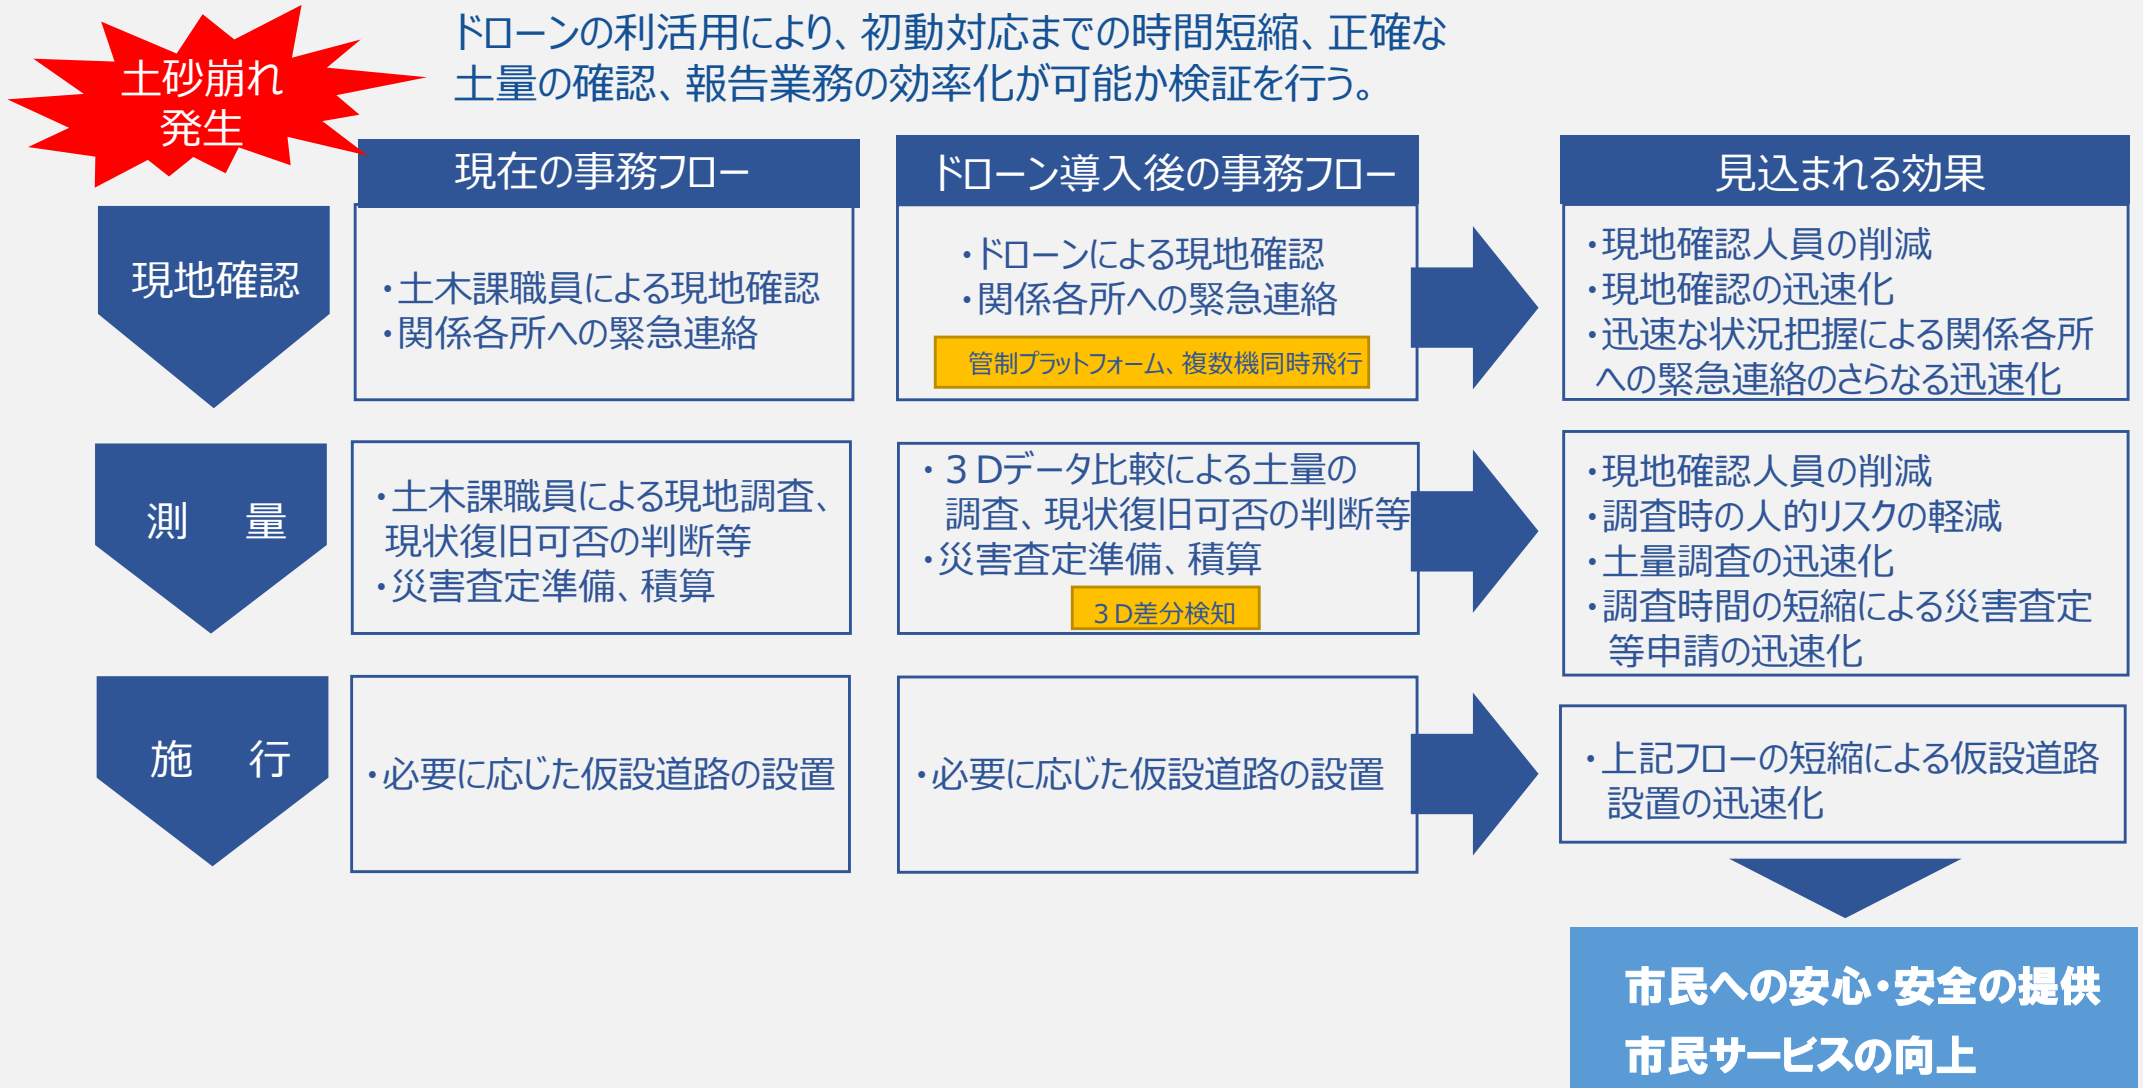 土砂崩れ
発生
ドローンの利活用により、初動対応までの時間短縮、正確な
土量の確認、報告業務の効率化が可能か検証を行う。
現在の事務フロー
ドローン導入後の事務フロー
見込まれる効果
現地確認
・土木課職員による現地確認
・関係各所への緊急連絡
・ドローンによる現地確認
・関係各所への緊急連絡
管制プラットフォーム、複数機同時飛行
・現地確認人員の削減
・現地確認の迅速化
・迅速な状況把握による関係各所
への緊急連絡のさらなる迅速化
測　量
・土木課職員による現地調査、
現状復旧可否の判断等
・災害査定準備、積算
・３Dデータ比較による土量の
調査、現状復旧可否の判断等
・災害査定準備、積算
３D差分検知
・現地確認人員の削減
・調査時の人的リスクの軽減
・土量調査の迅速化
・調査時間の短縮による災害査定
等申請の迅速化
施　行
・必要に応じた仮設道路の設置
・必要に応じた仮設道路の設置
・上記フローの短縮による仮設道路
設置の迅速化
市民への安心・安全の提供
市民サービスの向上